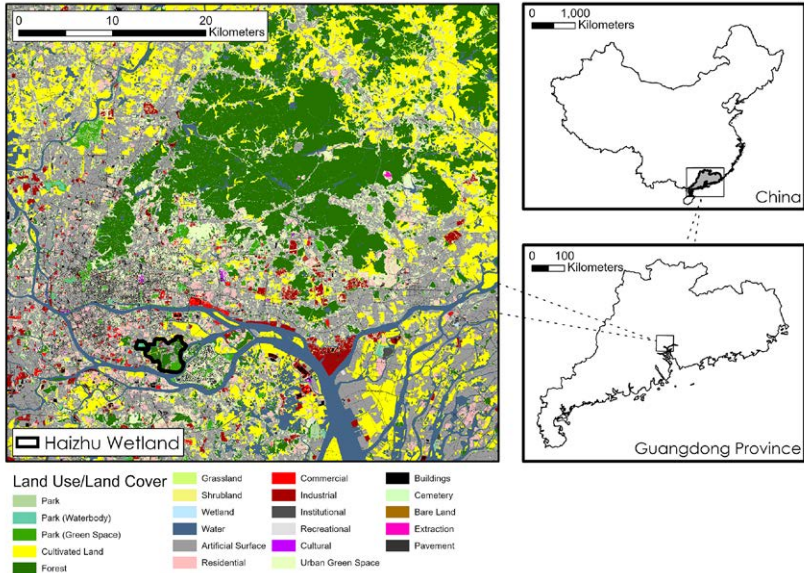 0 10 20
Kilometers
Haizhu Wetland
0 1,000
Kilometers
China
0 100
Kilometers
Guangdong Province
Land Use/Land Cover
Park
Park (Waterbody)
Park (Green Space)
Cultivated Land
Forest
Grassland
Shrubland
Wetland
Water
Artificial Surface
Residential
Commercial
Industrial
Institutional
Recreational
Cultural
Urban Green Space
Buildings
Cemetery
Bare Land
Extraction
Pavement